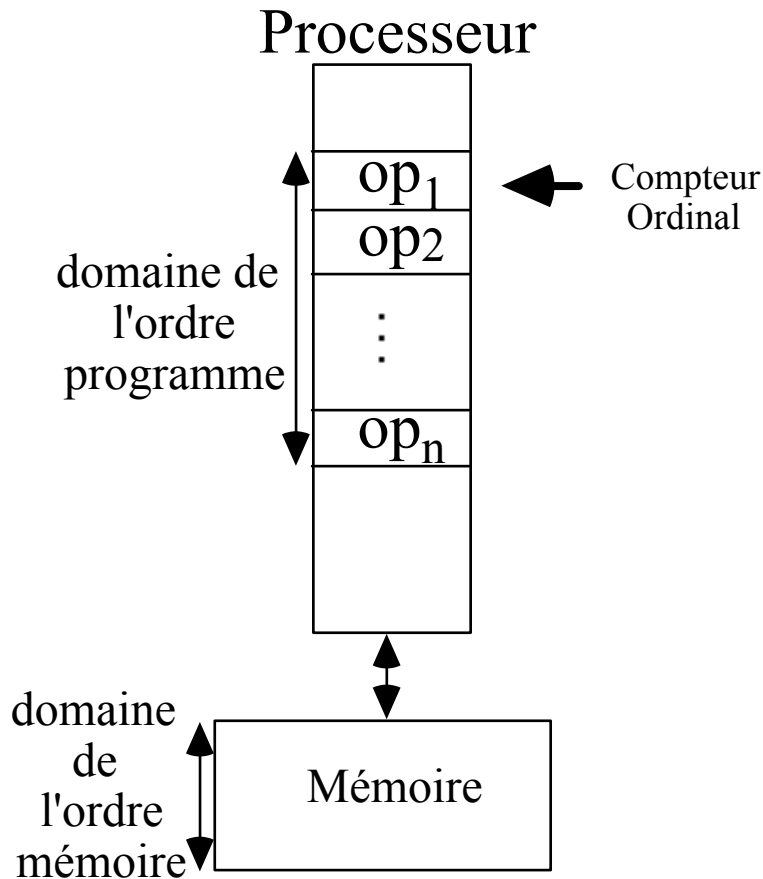 Processeur
op1
Compteur
Ordinal
op2
domaine de
l'ordre
programme
⋮
opn
domaine
de
l'ordre
mémoire
Mémoire